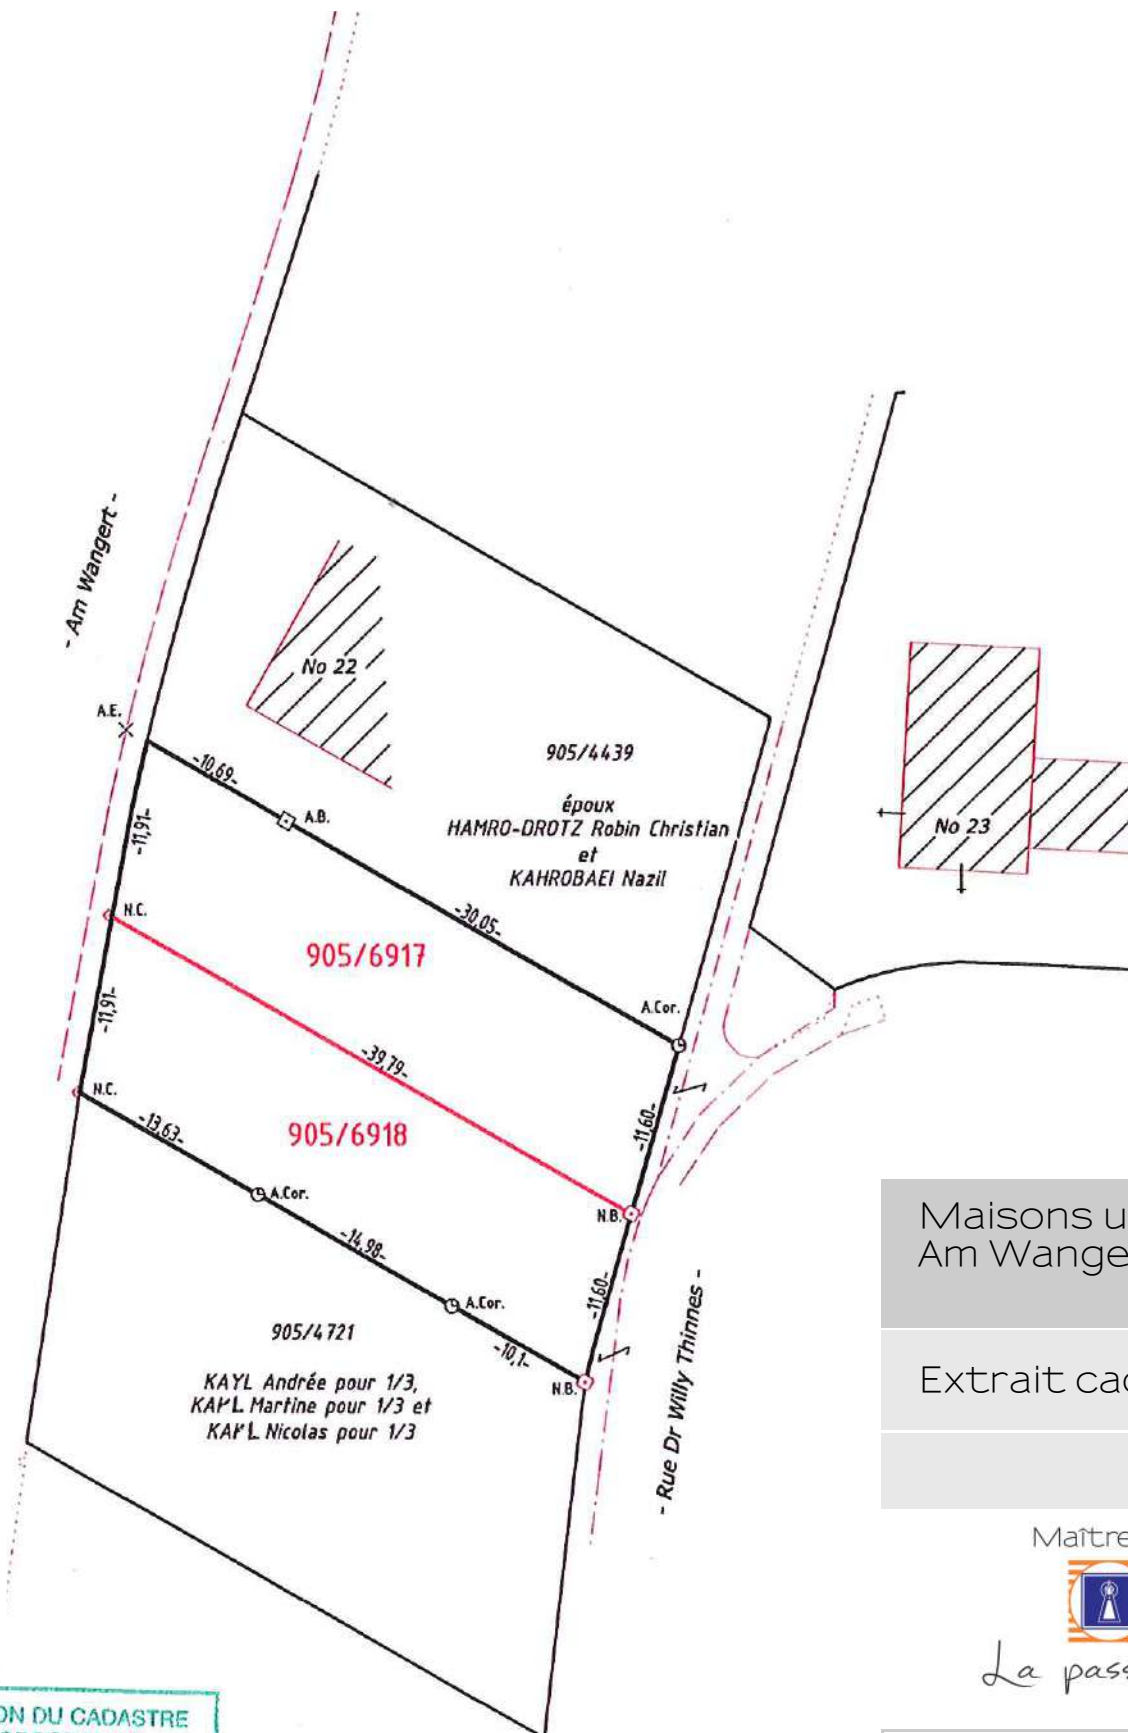 - Am Wangert -
No 22
A.E.
-10,69-
A.B.
905/4439
époux
HAMRO-DROTZ Robin Christian
et
KAHROBAEI Nazil
No 23
-11,91-
N.C.
-30,05-
905/6917
A.Cor.
-11,91-
-39,79-
N.C.
-13,63-
905/6918
-11,60-
A.Cor.
N.B.
-14,98-
A.Cor.
-11,60-
905/4721
-10,1-
N.B.
KAYL Andrée pour 1/3,
KAYL Martine pour 1/3 et
KAYL Nicolas pour 1/3
- Rue Dr Willy Thinnes -
Maisons u
Am Wange
Extrait cad
Maître
La pass
ON DU CADASTRE